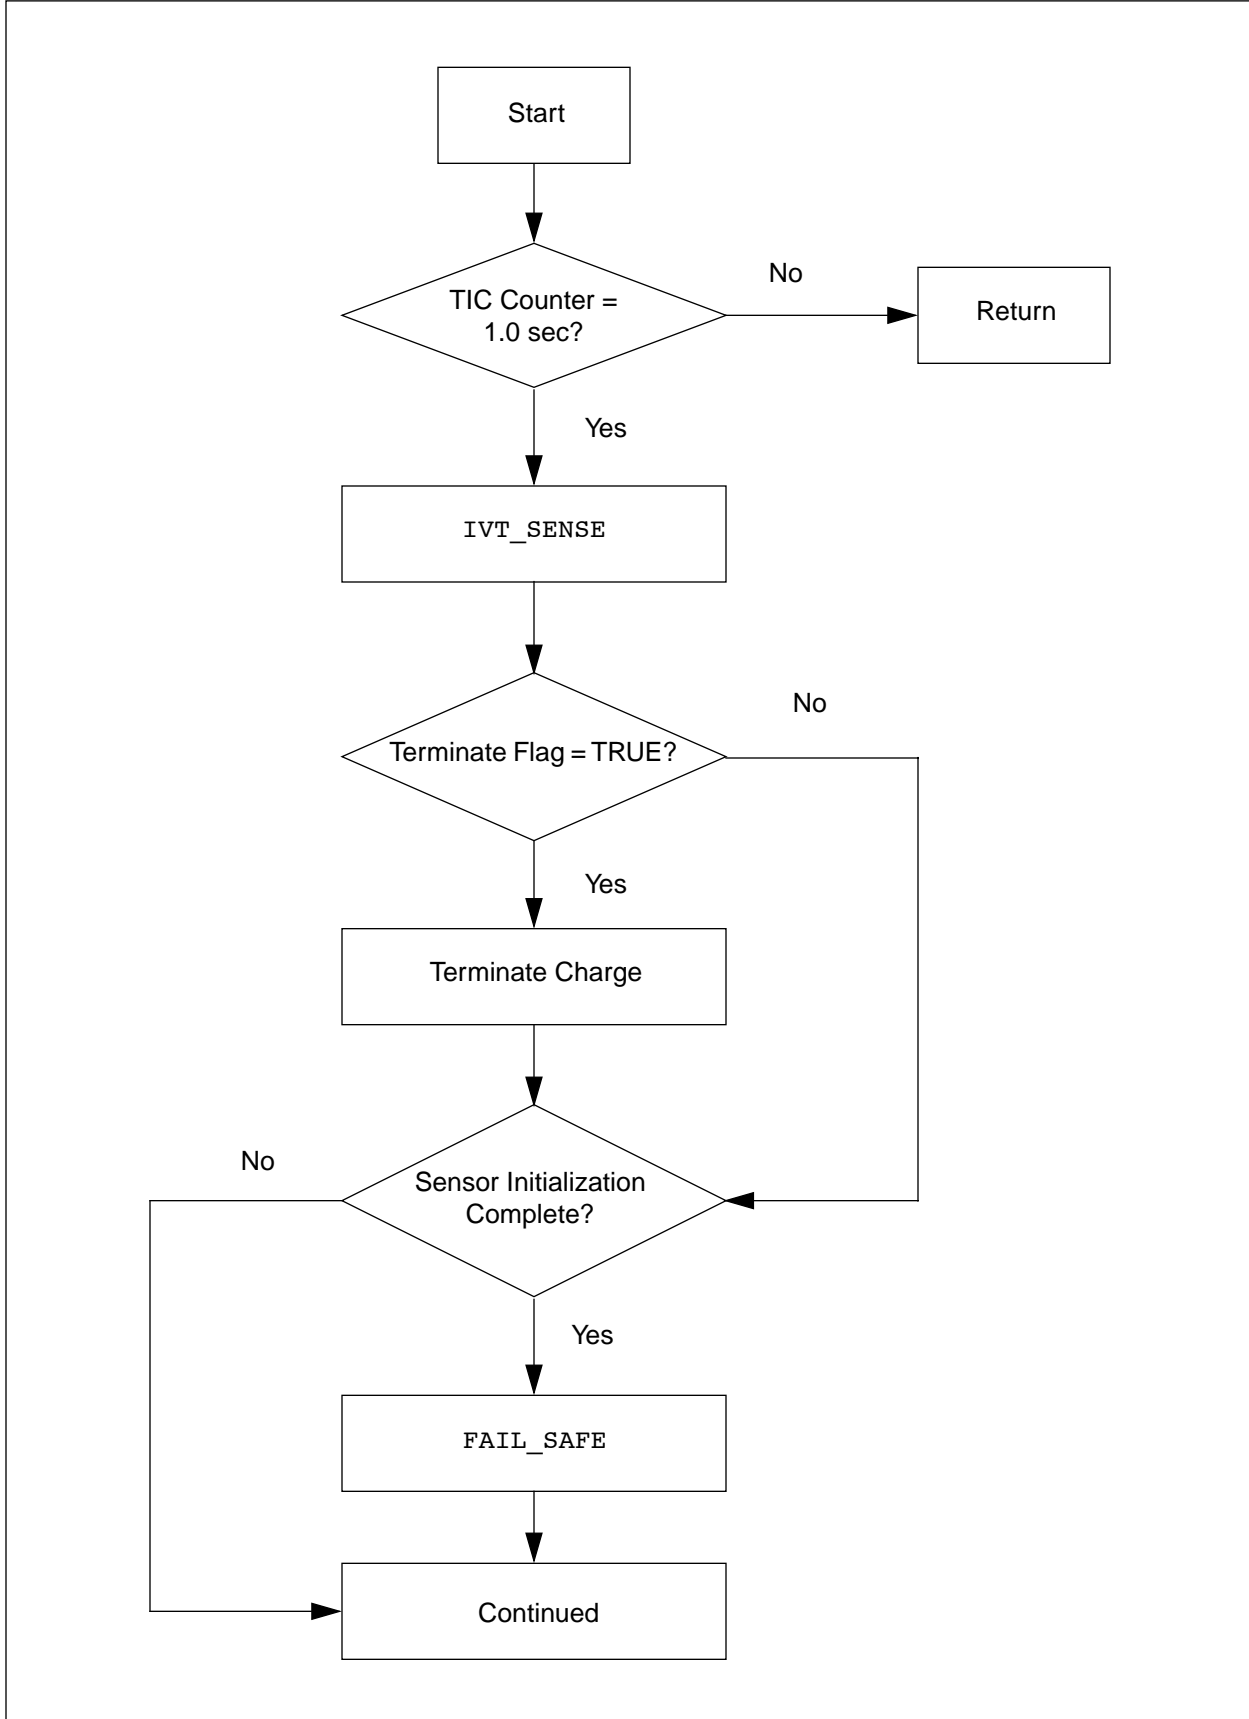 Start
TIC Counter =
1.0 sec?
No
Return
Yes
IVT_SENSE
Terminate Flag = TRUE?
No
Yes
Terminate Charge
No
Sensor Initialization
Complete?
Yes
FAIL_SAFE
Continued